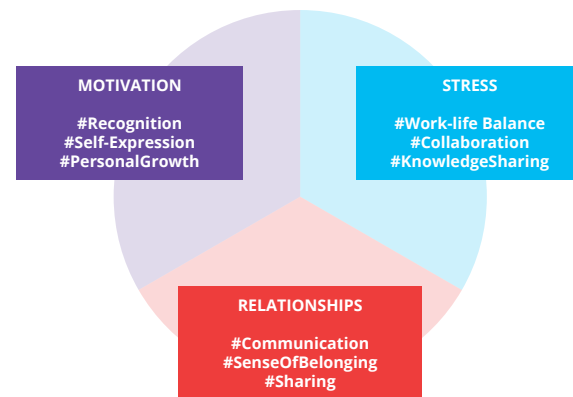 MOTIVATION
#Recognition
#Self-Expression
#PersonalGrowth
STRESS
#Work-life Balance
#Collaboration
#KnowledgeSharing
RELATIONSHIPS
#Communication
#SenseOfBelonging
#Sharing